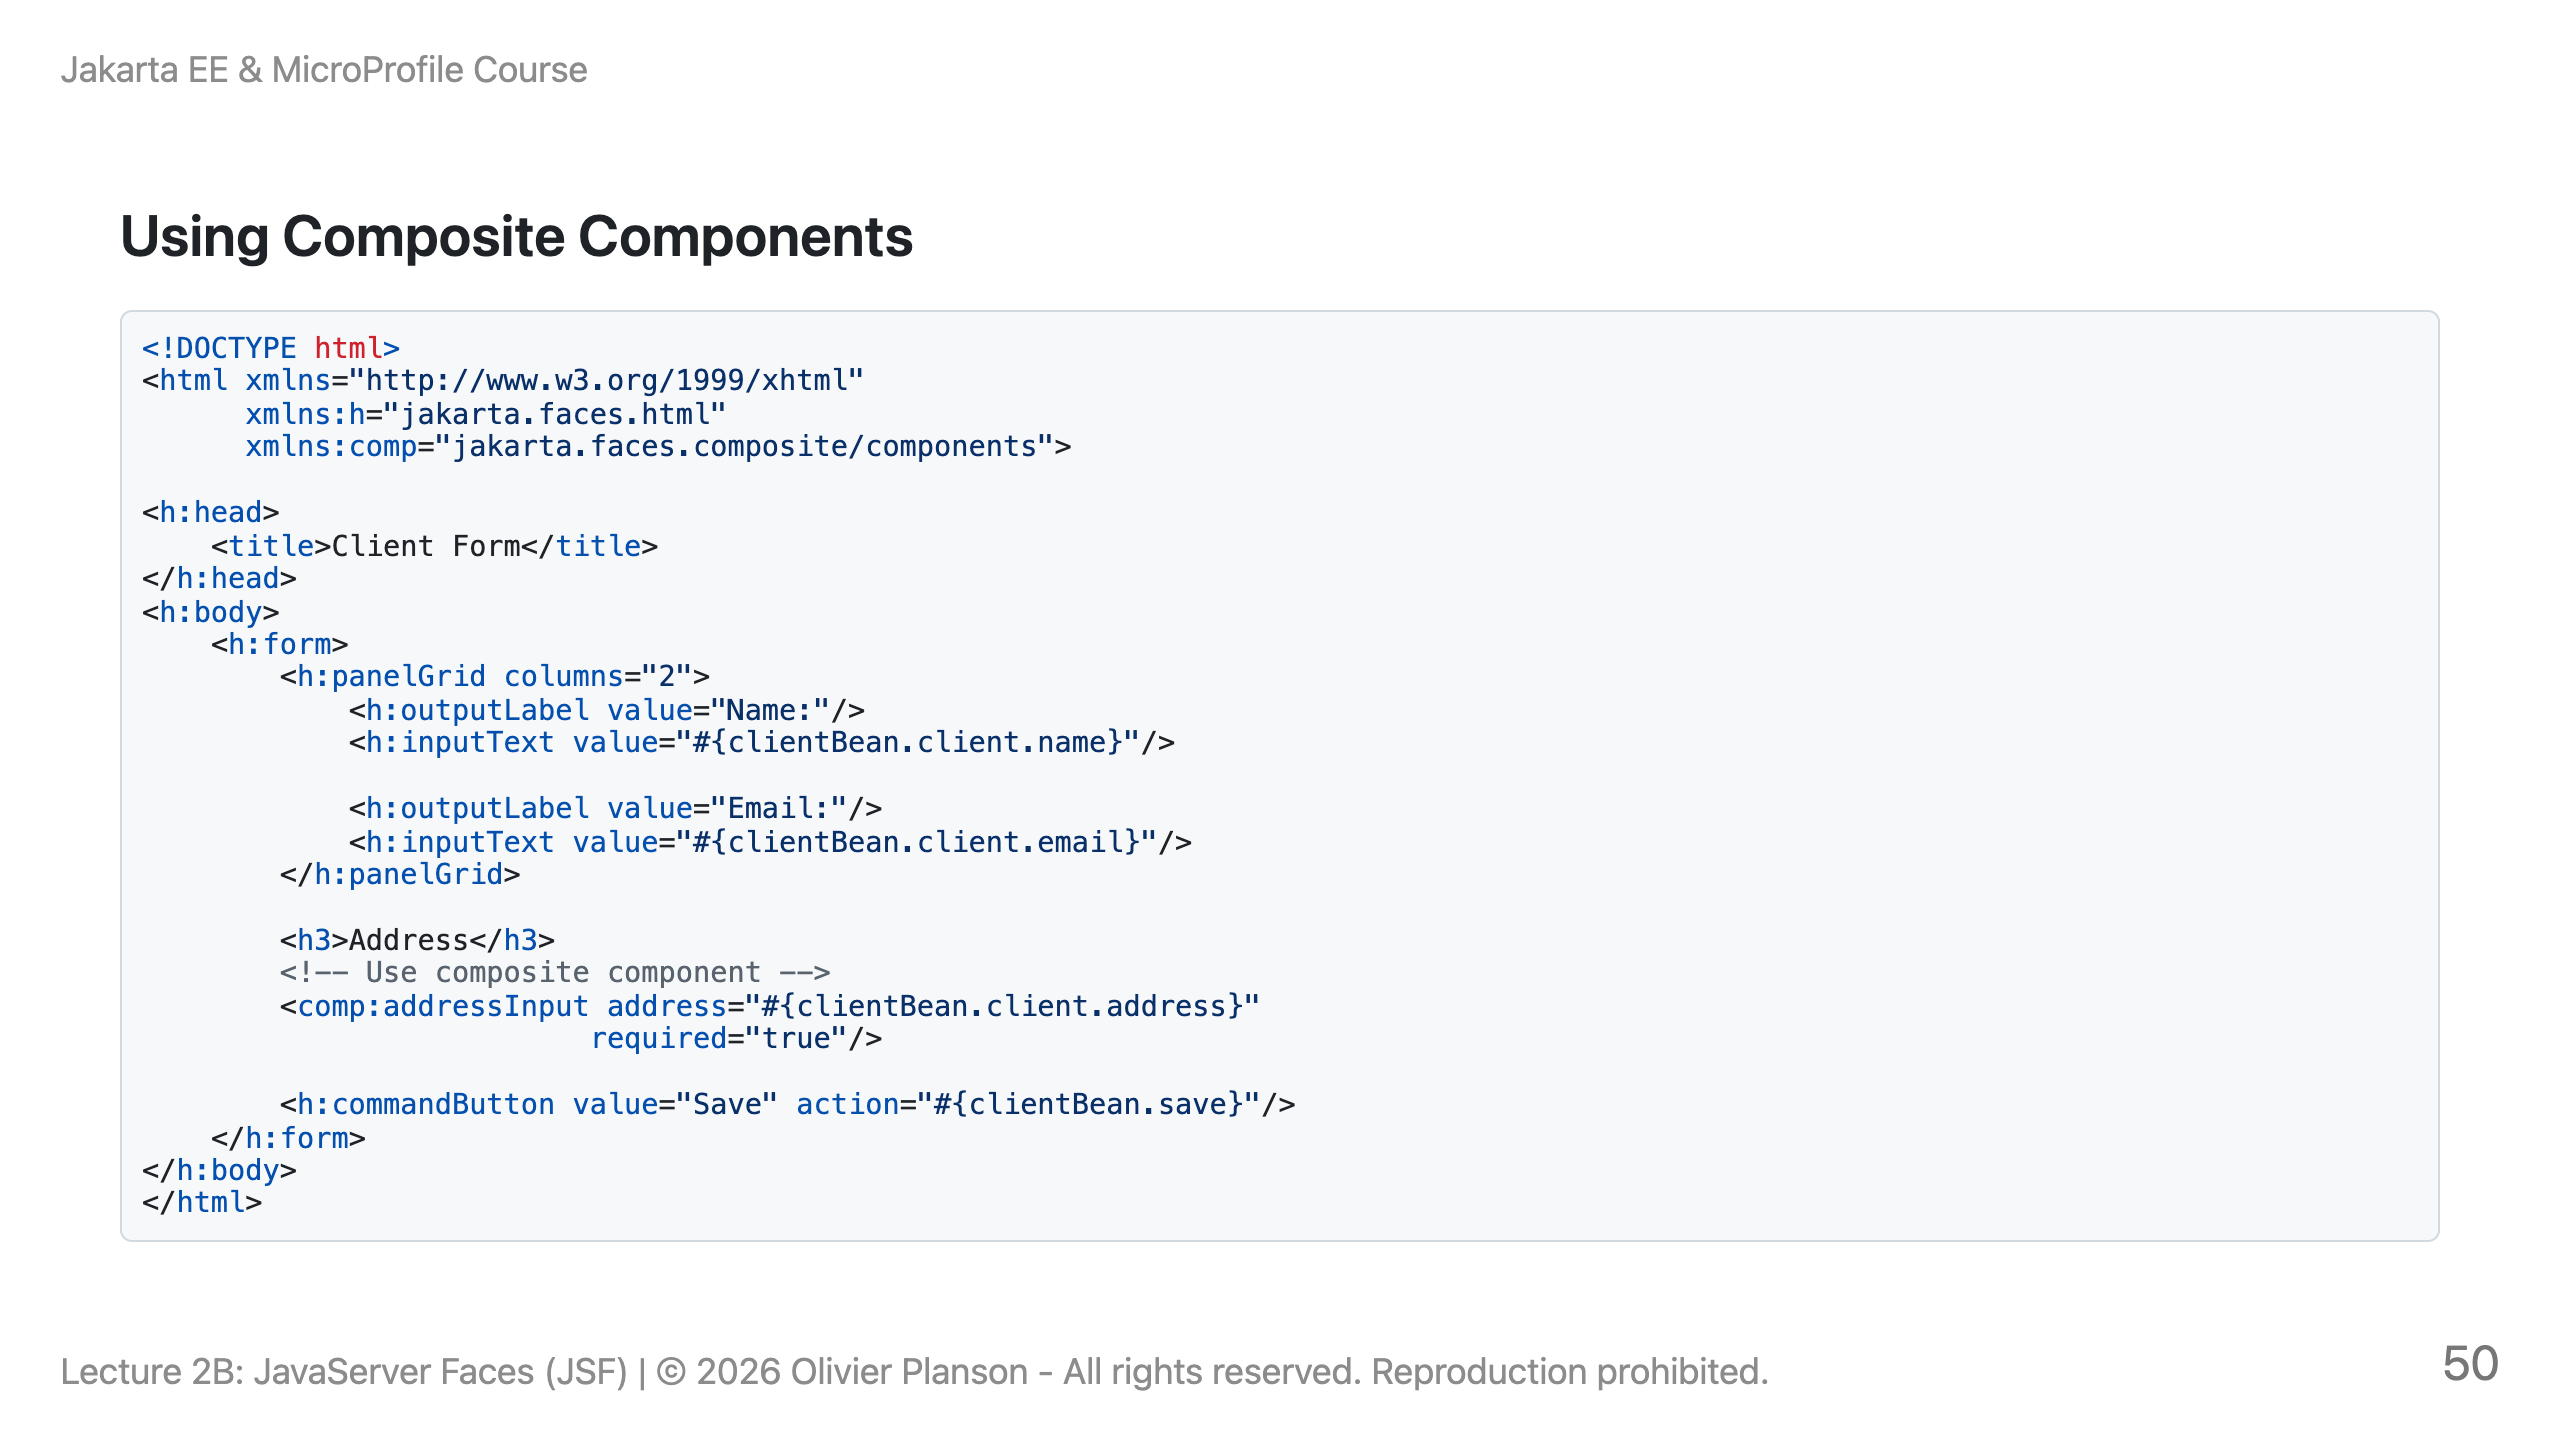 Jakarta EE & MicroProfile Course
Using Composite Components
<!DOCTYPE html>
<html xmlns="http://www.w3.org/1999/xhtml"
      xmlns:h="jakarta.faces.html"
      xmlns:comp="jakarta.faces.composite/components">

<h:head>
    <title>Client Form</title>
</h:head>
<h:body>
    <h:form>
        <h:panelGrid columns="2">
            <h:outputLabel value="Name:"/>
            <h:inputText value="#{clientBean.client.name}"/>

            <h:outputLabel value="Email:"/>
            <h:inputText value="#{clientBean.client.email}"/>
        </h:panelGrid>

        <h3>Address</h3>
        <!-- Use composite component -->
        <comp:addressInput address="#{clientBean.client.address}"
                          required="true"/>

        <h:commandButton value="Save" action="#{clientBean.save}"/>
    </h:form>
</h:body>
</html>
Lecture 2B: JavaServer Faces (JSF) | © 2026 Olivier Planson - All rights reserved. Reproduction prohibited.
50